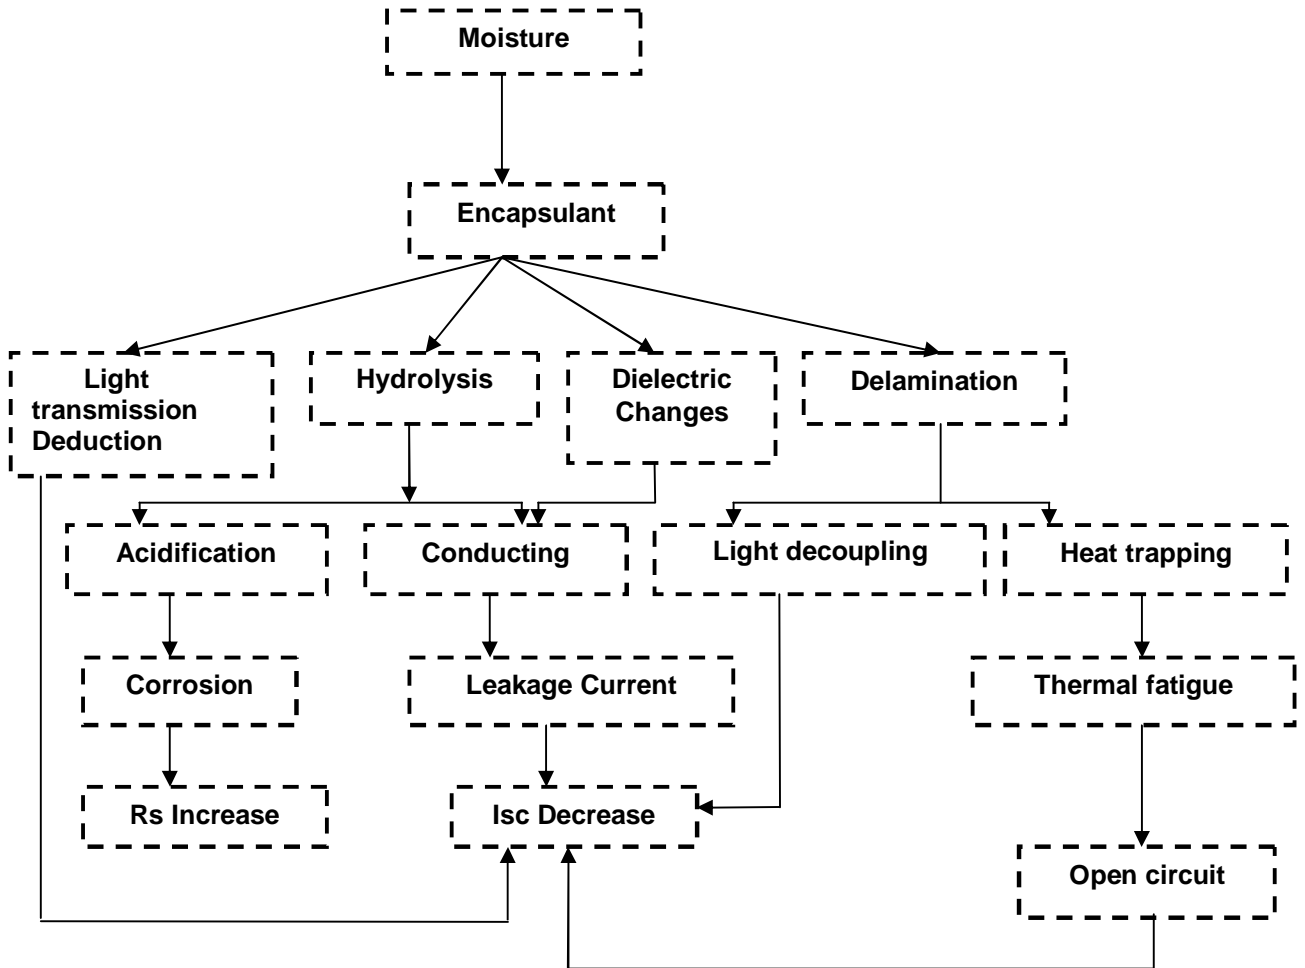 Moisture
Encapsulant
Light
transmission
Deduction
Hydrolysis
Dielectric
Changes
Delamination
Acidification
Conducting
Light decoupling
Heat trapping
Corrosion
Leakage Current
Thermal fatigue
Rs Increase
Isc Decrease
Open circuit